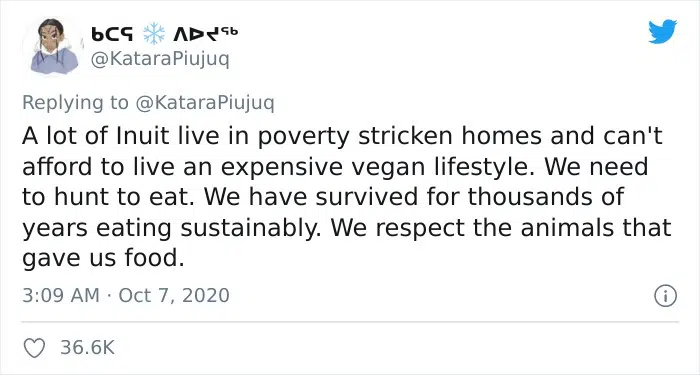 ᑲᑕᕋ ❄️ ᐱᐅᔪᖅ
@KataraPiujuq
Replying to @KataraPiujuq
A lot of Inuit live in poverty stricken homes and can't
afford to live an expensive vegan lifestyle. We need
to hunt to eat. We have survived for thousands of
years eating sustainably. We respect the animals that
gave us food.
3:09 AM · Oct 7, 2020
36.6K